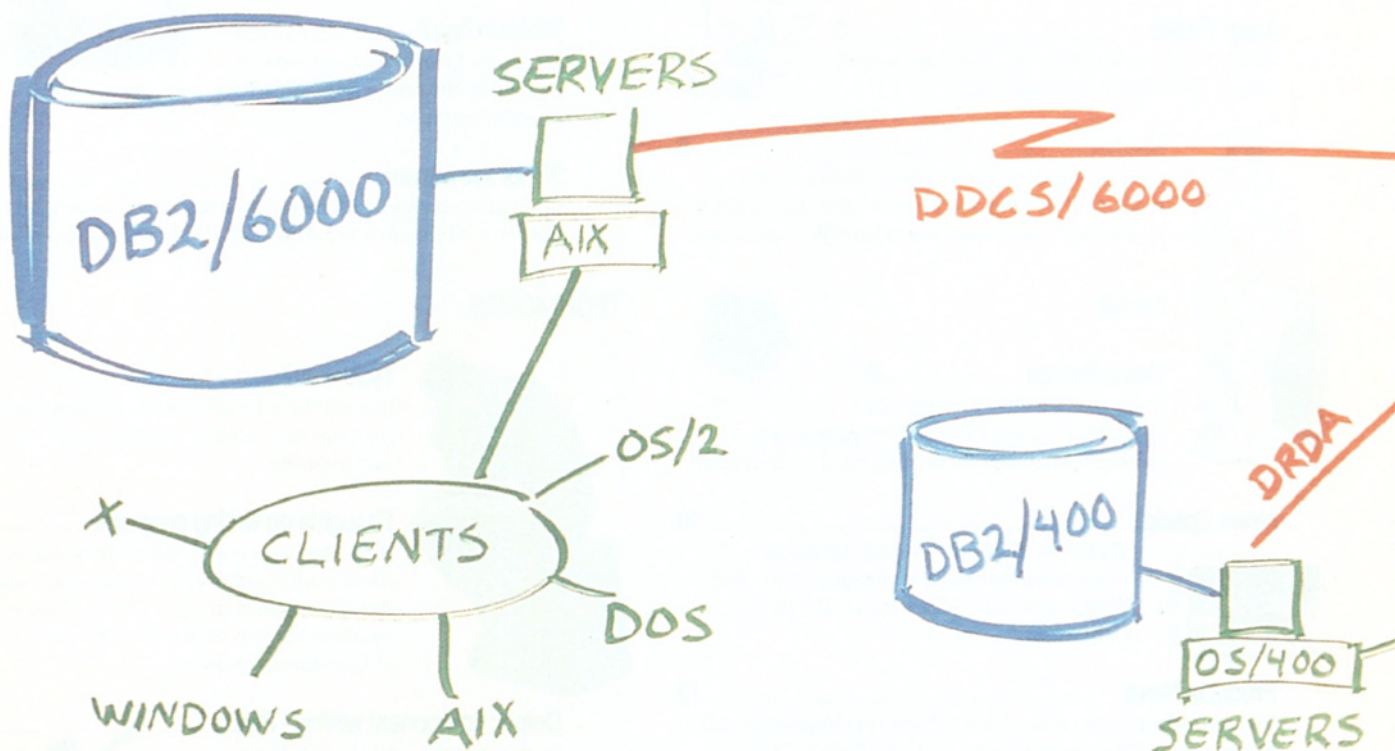 SERVERS
DB2/6000
AIX
DDCS/6000
OS/2
X
CLIENTS
DOS
WINDOWS
AIX
DRDA
DB2/400
OS/400
SERVERS